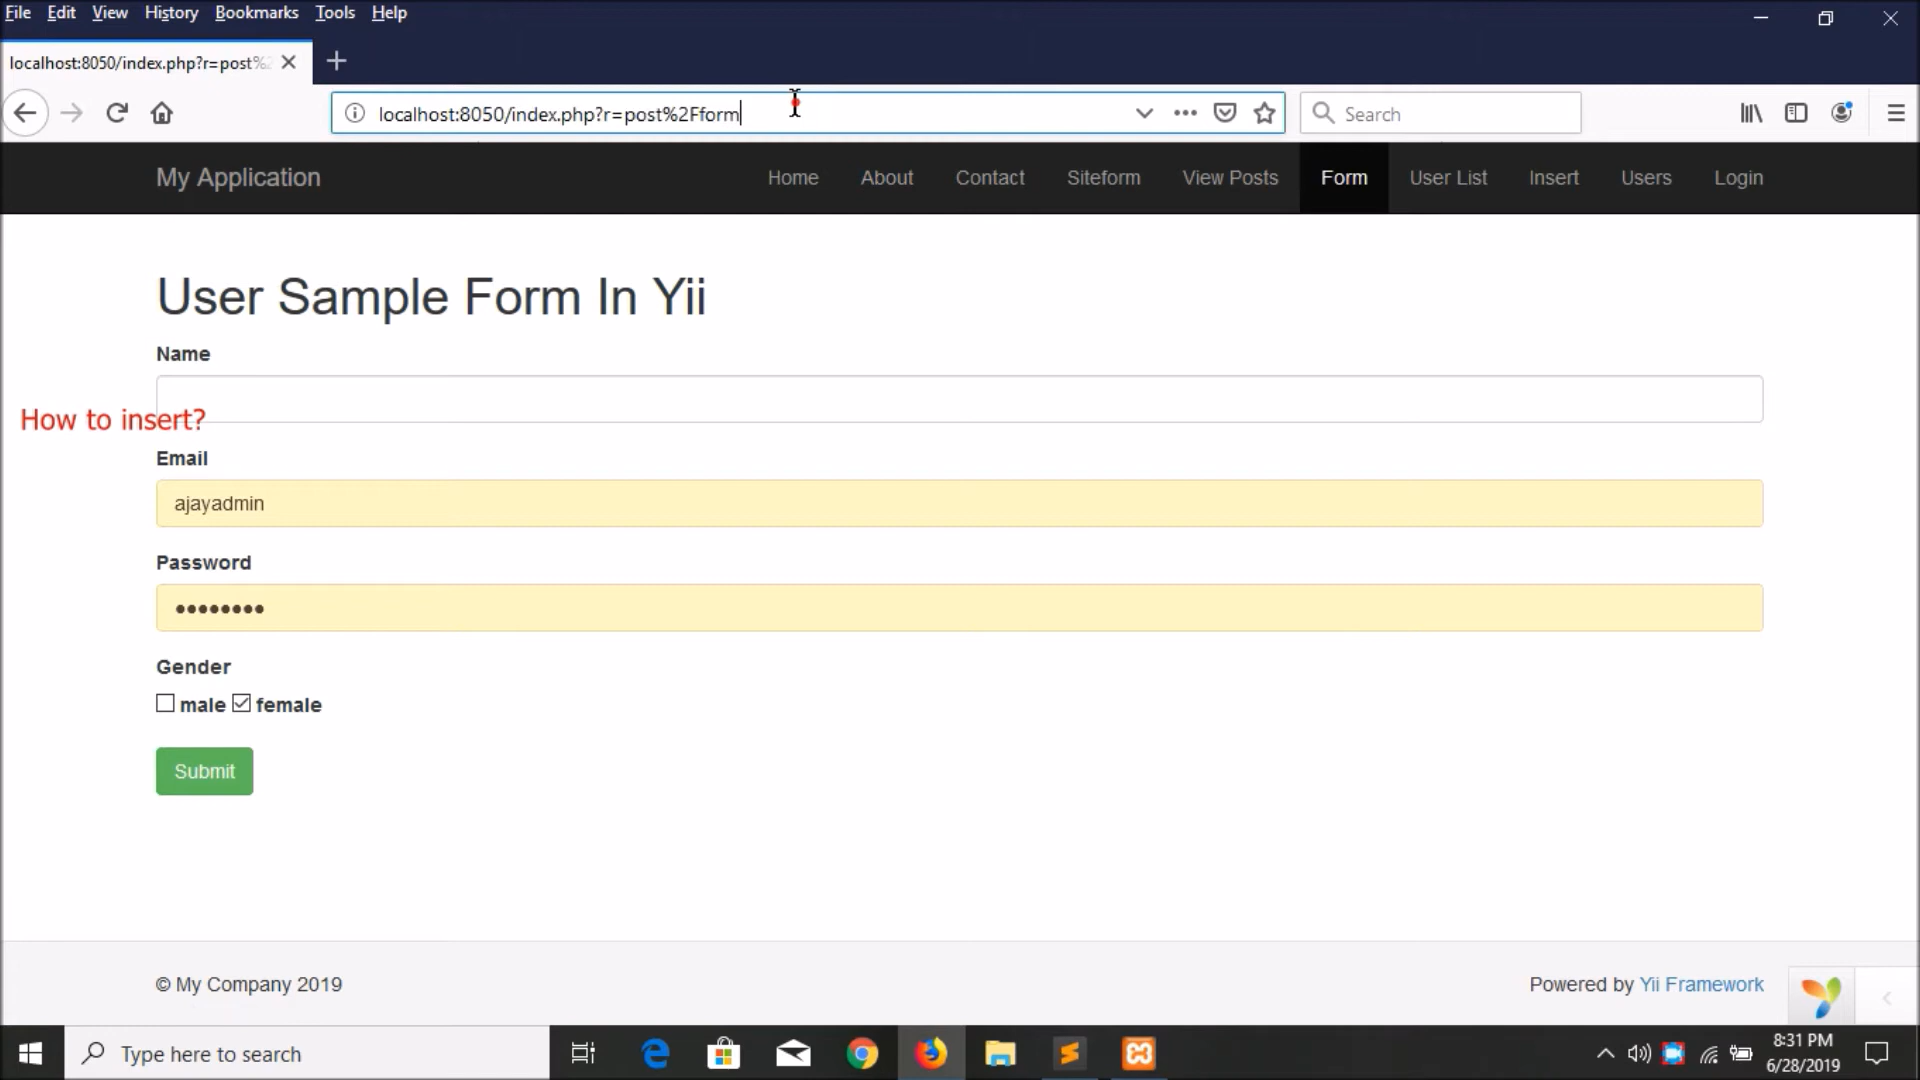 File Edit View History Bookmarks Tools Help
localhost:8050/index.php?r=post%2
localhost:8050/index.php?r=post%2Fform
Search
My Application Home About Contact Siteform View Posts Form User List Insert Users Login
User Sample Form In Yii
Name
How to insert?
Email
ajayadmin
Password
Gender
male female
Submit
© My Company 2019 Powered by Yii Framework
Type here to search
8:31 PM
6/28/2019